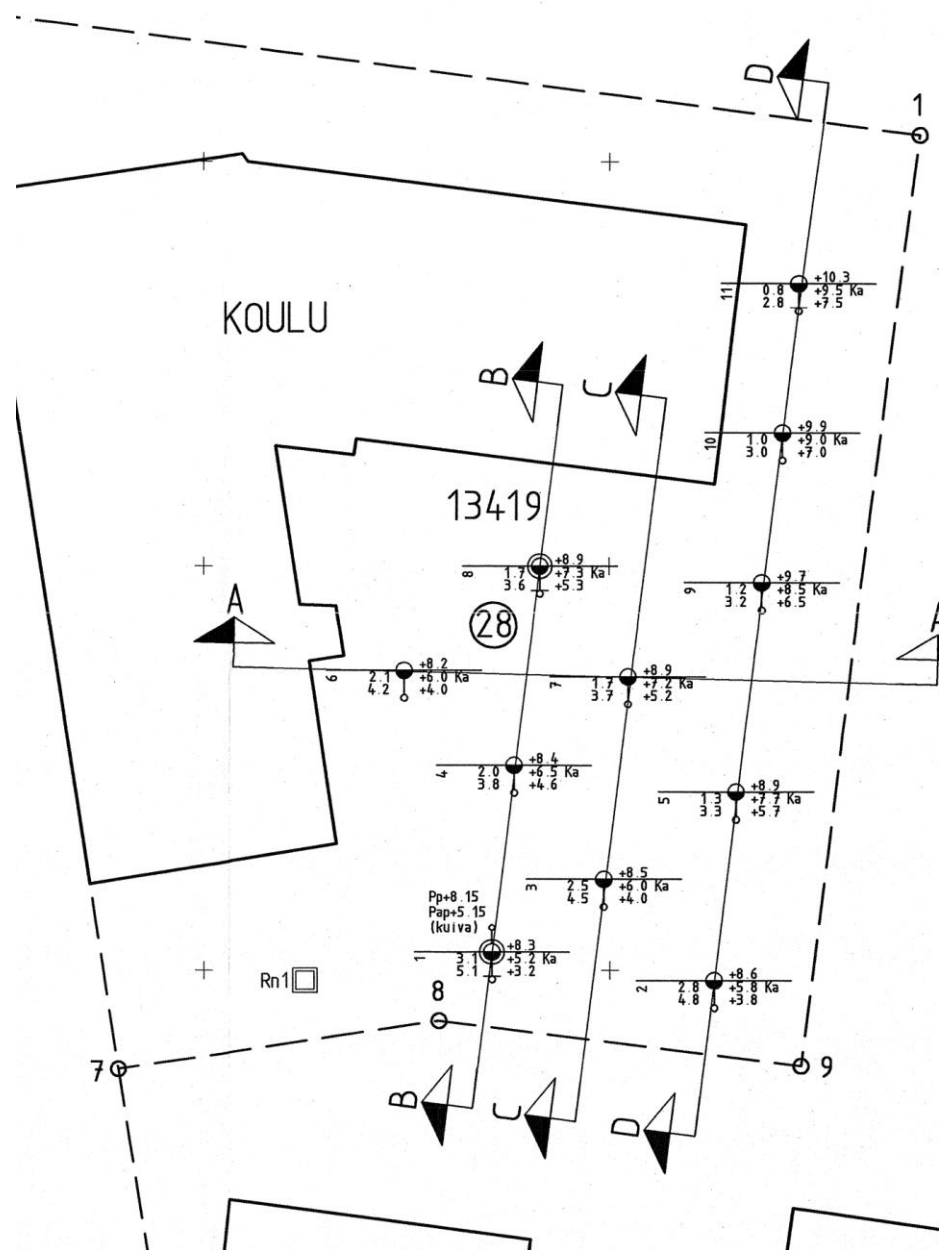 D
1
11
+10.3
0.8 +9.5 Ka
2.8 +7.5
KOULU
B
C
10
+9.9
1.0 +9.0 Ka
3.0 +7.0
13419
8
+8.9
1.7 +7.3 Ka
3.6 +5.3
9
+9.7
1.2 +8.5 Ka
3.2 +6.5
A
28
A
6
+8.2
2.1 +6.0 Ka
4.2 +4.0
7
+8.9
1.7 +7.2 Ka
3.7 +5.2
4
+8.4
2.0 +6.5 Ka
3.8 +4.6
5
+8.9
1.3 +7.7 Ka
3.3 +5.7
3
+8.5
2.5 +6.0 Ka
4.5 +4.0
Pp+8.15
Pap+5.15
(kuiva)
1
+8.3
3.1 +5.2 Ka
5.1 +3.2
Rn1
2
+8.6
2.8 +5.8 Ka
4.8 +3.8
8
7
9
B
C
D